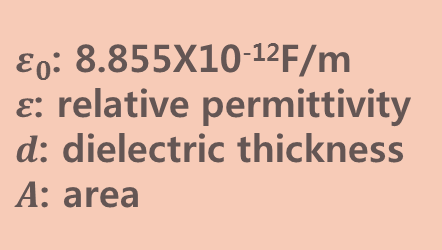 ε₀: 8.855X10⁻¹²F/m
ε: relative permittivity
d: dielectric thickness
A: area